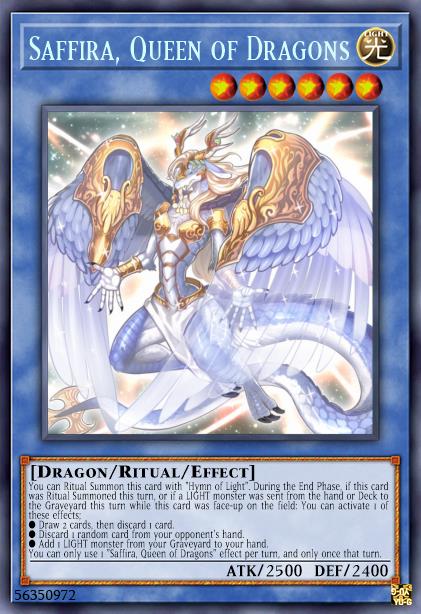 SAFFIRA, QUEEN OF DRAGONS
LIGHT
光
[DRAGON/RITUAL/EFFECT]
You can Ritual Summon this card with "Hymn of Light". During the End Phase, if this card
was Ritual Summoned this turn, or if a LIGHT monster was sent from the hand or Deck to
the Graveyard this turn while this card was face-up on the field: You can activate 1 of
these effects;
● Draw 2 cards, then discard 1 card.
● Discard 1 random card from your opponent's hand.
● Add 1 LIGHT monster from your Graveyard to your hand.
You can only use 1 "Saffira, Queen of Dragons" effect per turn, and only once that turn.
ATK/2500 DEF/2400
56350972